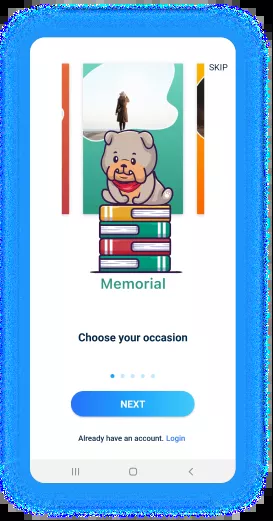 SKIP
Memorial
Choose your occasion
NEXT
Already have an account. Login